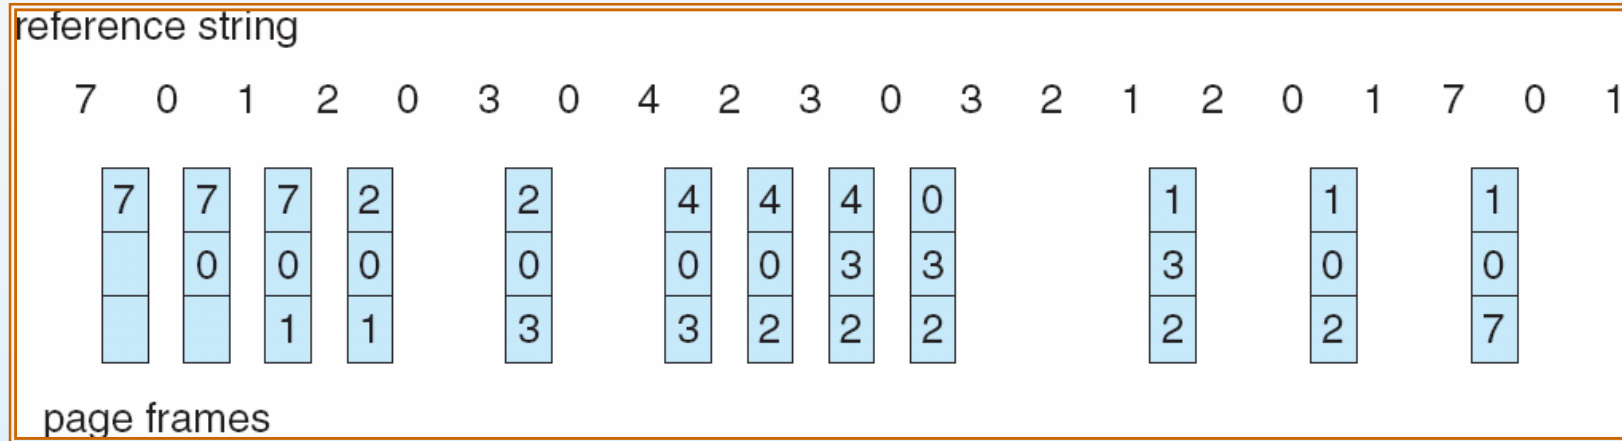 reference string
7 0 1 2 0 3 0 4 2 3 0 3 2 1 2 0 1 7 0 1
7 7 7 2 2 4 4 4 0 1 1 1
0 0 0 0 0 0 3 3 3 0 0
1 1 3 3 2 2 2 2 2 7
page frames